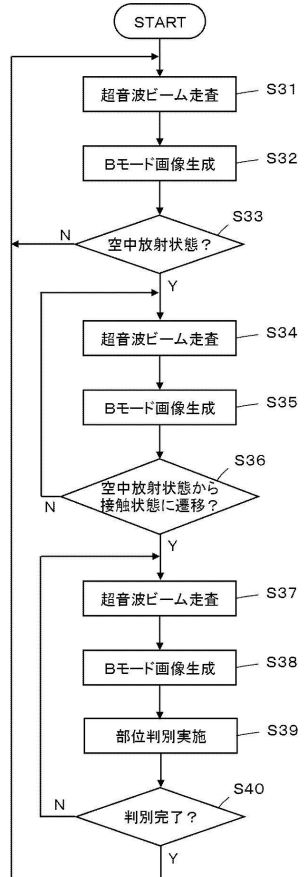 START
超音波ビーム走査
S31
Bモード画像生成
S32
空中放射状態?
S33
N
Y
超音波ビーム走査
S34
Bモード画像生成
S35
空中放射状態から
接触状態に遷移?
S36
N
Y
超音波ビーム走査
S37
Bモード画像生成
S38
部位判別実施
S39
判別完了?
S40
N
Y